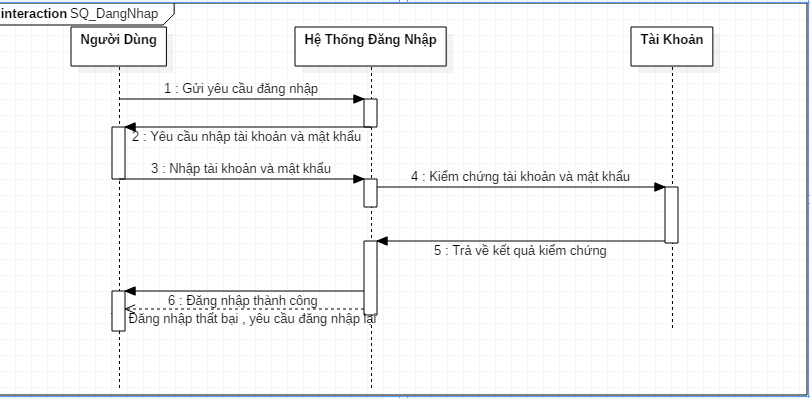 interaction SQ_DangNhap
Người Dùng
Hệ Thống Đăng Nhập
Tài Khoản
1 : Gửi yêu cầu đăng nhập
2 : Yêu cầu nhập tài khoản và mật khẩu
3 : Nhập tài khoản và mật khẩu
4 : Kiểm chứng tài khoản và mật khẩu
5 : Trả về kết quả kiểm chứng
6 : Đăng nhập thành công
Đăng nhập thất bại , yêu cầu đăng nhập lại